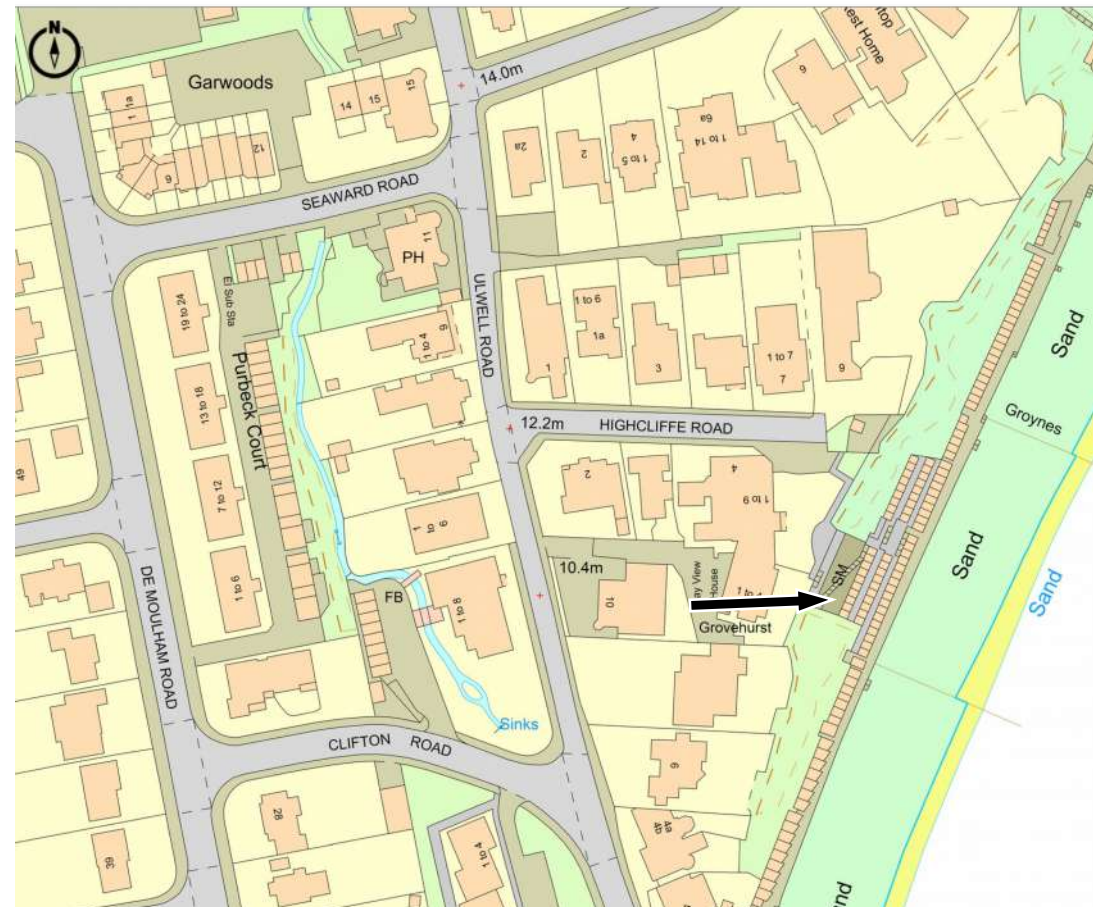 N
Garwoods
1 1a
12
9
14
15
15
14.0m
2a
2
4
1 to 5
6a
1 to 14
9
Rest Home
SEAWARD ROAD
El Sub Sta
PH
11
ULWELL ROAD
19 to 24
13 to 18
7 to 12
1 to 6
Purbeck Court
DE MOULHAM ROAD
49
9
1 to 4
1 to 6
1a
1
3
1 to 7
7
9
12.2m
HIGHCLIFFE ROAD
2
4
1 to 9
10.4m
10
House
Grovehurst
SM
FB
1 to 8
Sinks
CLIFTON ROAD
28
39
1 to 4
6
4a
4b
Sand
Groynes
Sand
Sand